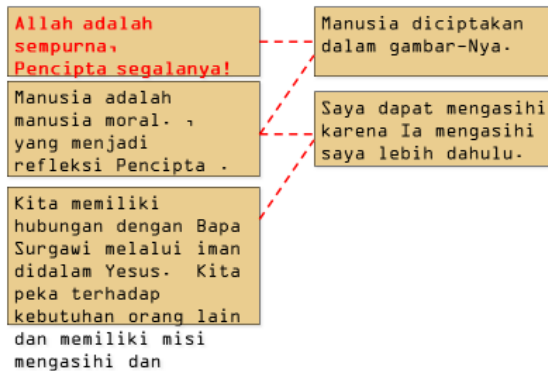 Allah adalah
sempurna,
Pencipta segalanya!
Manusia diciptakan
dalam gambar-Nya.
Manusia adalah
manusia moral. ,
yang menjadi
refleksi Pencipta .
Saya dapat mengasihi
karena Ia mengasihi
saya lebih dahulu.
Kita memiliki
hubungan dengan Bapa
Surgawi melalui iman
didalam Yesus. Kita
peka terhadap
kebutuhan orang lain
dan memiliki misi
mengasihi dan